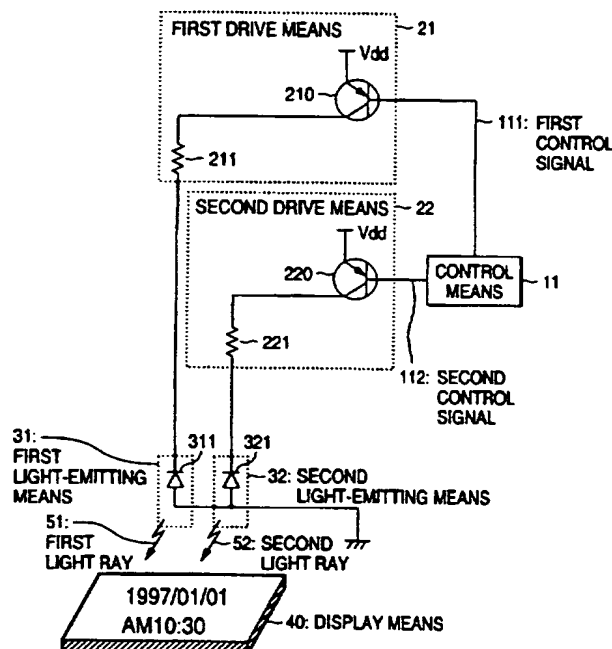 FIRST DRIVE MEANS
21
Vdd
210
211
111: FIRST
CONTROL
SIGNAL
SECOND DRIVE MEANS
22
Vdd
220
221
CONTROL
MEANS
11
112: SECOND
CONTROL
SIGNAL
31:
FIRST
LIGHT-EMITTING
MEANS
311
321
32: SECOND
LIGHT-EMITTING MEANS
51:
FIRST
LIGHT RAY
52: SECOND
LIGHT RAY
1997/01/01
AM10:30
40: DISPLAY MEANS